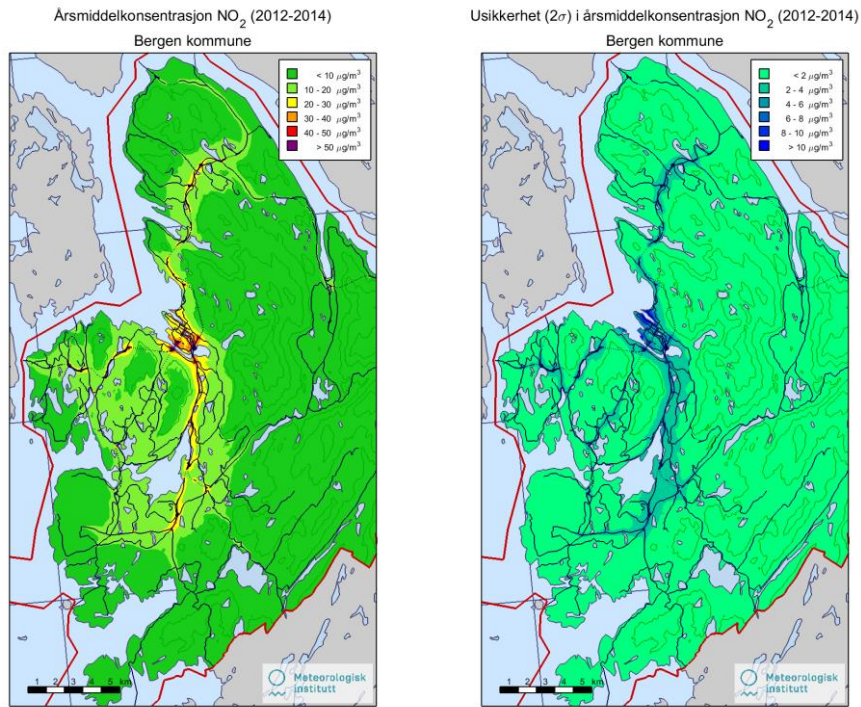 Årsmiddelkonsentrasjon NO2 (2012-2014)
Bergen kommune
< 10 μg/m3
10 - 20 μg/m3
20 - 30 μg/m3
30 - 40 μg/m3
40 - 50 μg/m3
> 50 μg/m3
1 2 3 4 5 km
Meteorologisk
institutt
Usikkerhet (2σ) i årsmiddelkonsentrasjon NO2 (2012-2014)
Bergen kommune
< 2 μg/m3
2 - 4 μg/m3
4 - 6 μg/m3
6 - 8 μg/m3
8 - 10 μg/m3
> 10 μg/m3
1 2 3 4 5 km
Meteorologisk
institutt